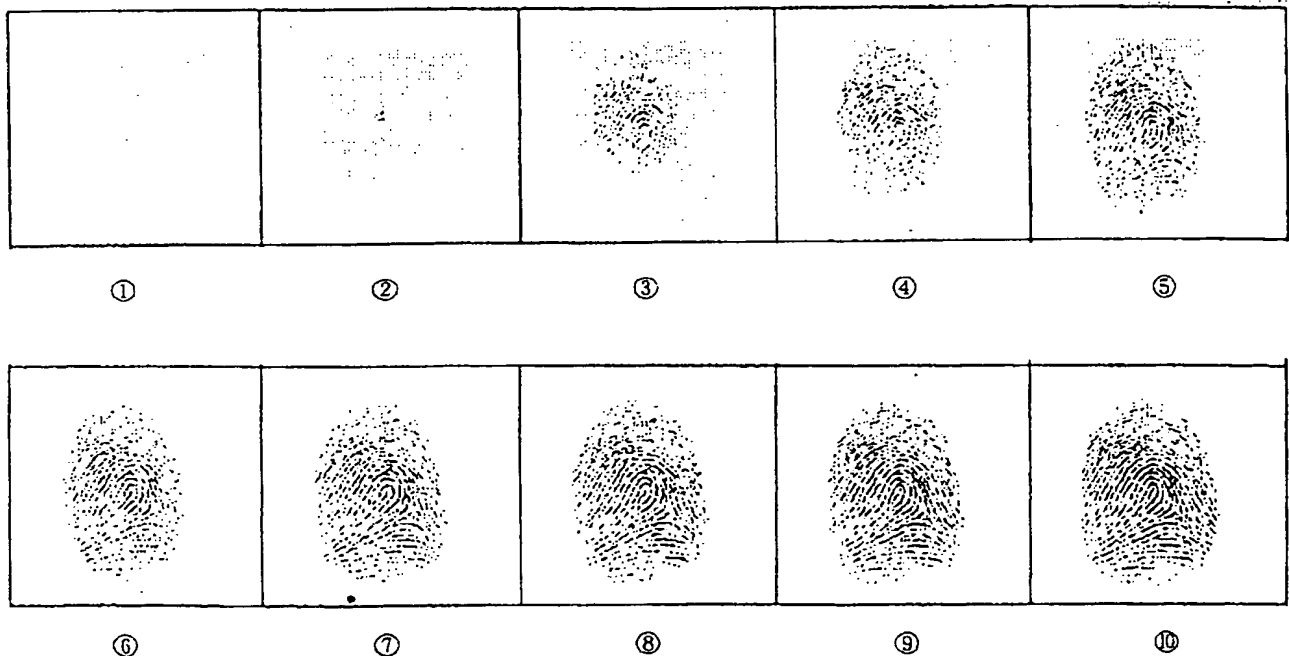 ① ② ③ ④ ⑤
⑥ ⑦ ⑧ ⑨ ⑩